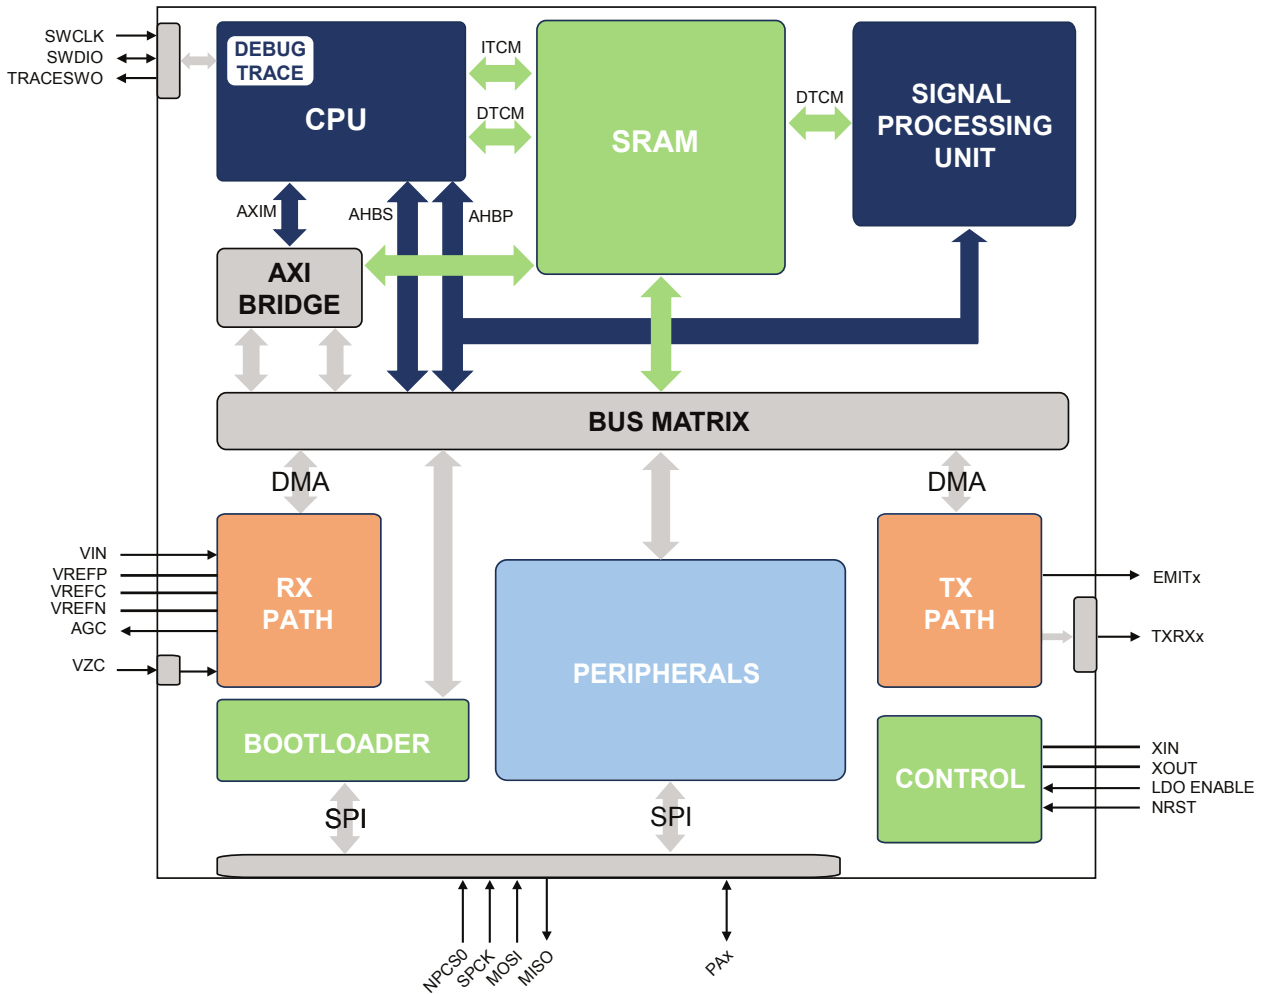 SWCLK
SWDIO
TRACESWO
DEBUG
TRACE
CPU
ITCM
DTCM
SRAM
DTCM
SIGNAL
PROCESSING
UNIT
AXIM
AHBS
AHBP
AXI
BRIDGE
BUS MATRIX
DMA
DMA
VIN
VREFP
VREFC
VREFN
AGC
VZC
RX
PATH
TX
PATH
EMITx
TXRXx
PERIPHERALS
BOOTLOADER
CONTROL
XIN
XOUT
LDO ENABLE
NRST
SPI
SPI
NPCS0
SPCK
MOSI
MISO
PAx